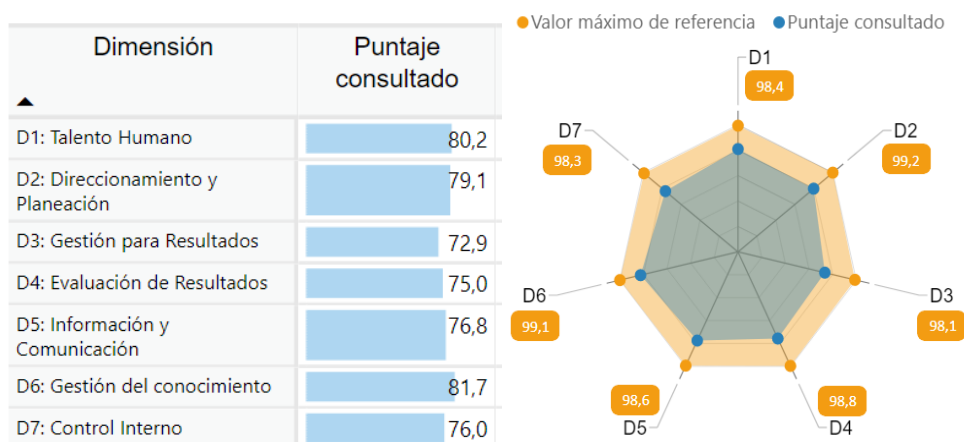 Dimensión
Puntaje
consultado
D1: Talento Humano
80,2
D2: Direccionamiento y
Planeación
79,1
D3: Gestión para Resultados
72,9
D4: Evaluación de Resultados
75,0
D5: Información y
Comunicación
76,8
D6: Gestión del conocimiento
81,7
D7: Control Interno
76,0
Valor máximo de referencia
Puntaje consultado
D1
98,4
D2
99,2
D7
98,3
D3
98,1
D6
99,1
D4
98,8
D5
98,6